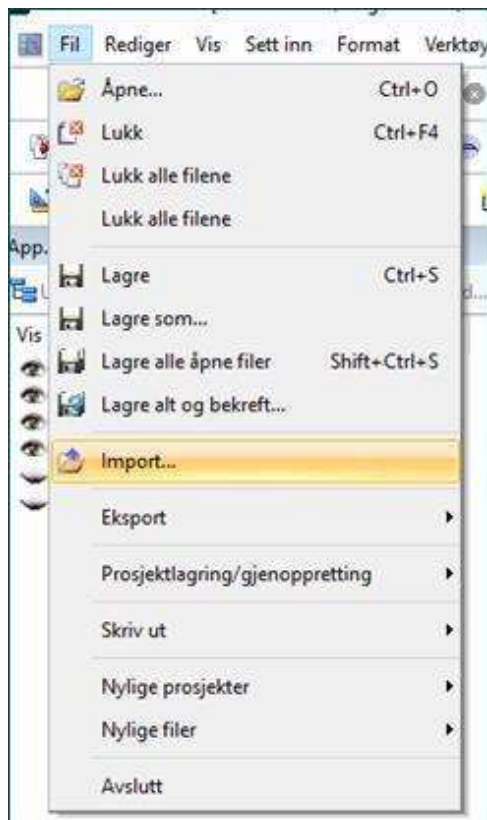 Fil Rediger Vis Sett inn Format Verktøy
Åpne... Ctrl+O
Lukk Ctrl+F4
Lukk alle filene
Lukk alle filene
App.
Lagre Ctrl+S
Lagre som...
Vis
Lagre alle åpne filer Shift+Ctrl+S
Lagre alt og bekreft...
Import...
Eksport
Prosjektlagring/gjenoppretting
Skriv ut
Nylige prosjekter
Nylige filer
Avslutt